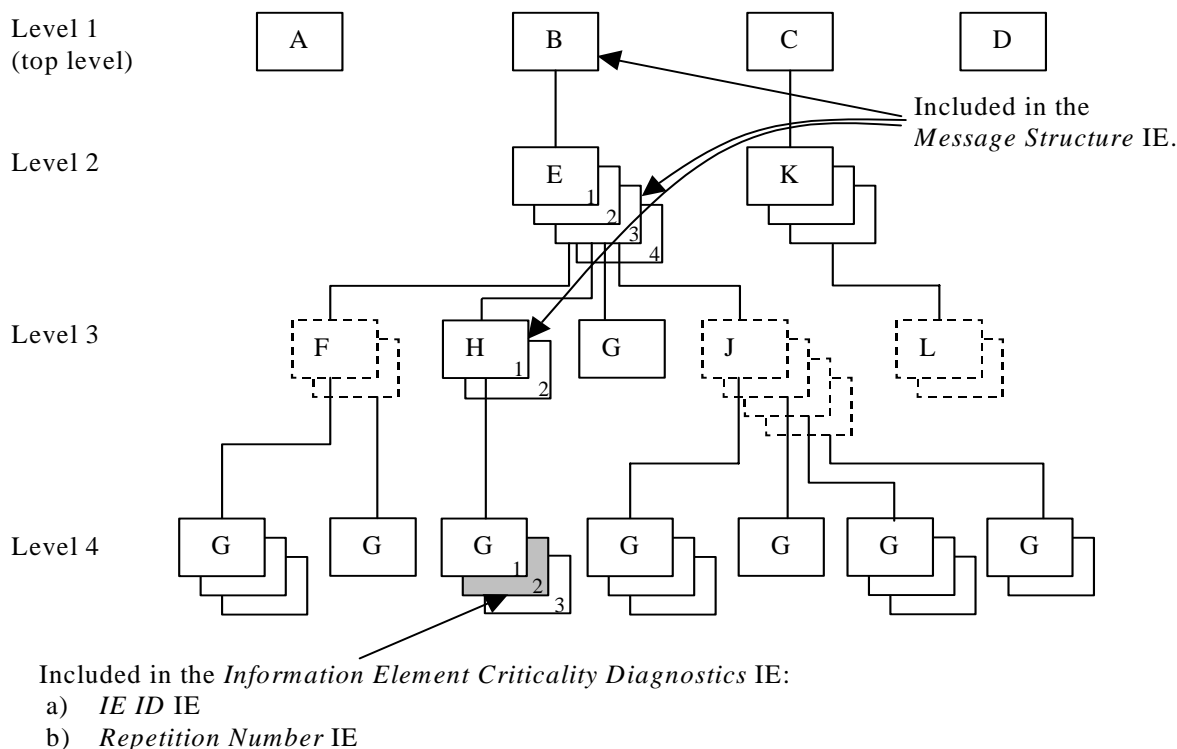 Level 1
(top level)
A
B
C
D
Included in the
Message Structure IE.
Level 2
E
1
2
3
4
K
Level 3
F
H
1
2
G
J
L
Level 4
G
G
G
1
2
3
G
G
G
G
Included in the Information Element Criticality Diagnostics IE:
a) IE ID IE
b) Repetition Number IE